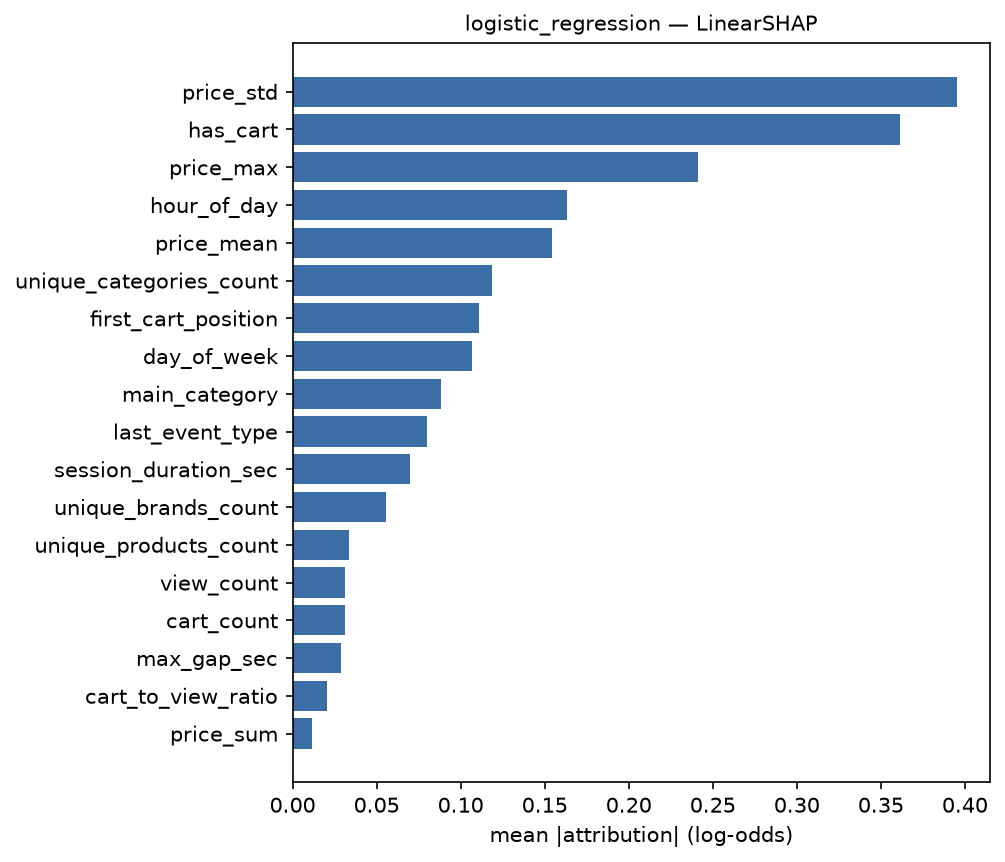 logistic_regression — LinearSHAP
price_std
has_cart
price_max
hour_of_day
price_mean
unique_categories_count
first_cart_position
day_of_week
main_category
last_event_type
session_duration_sec
unique_brands_count
unique_products_count
view_count
cart_count
max_gap_sec
cart_to_view_ratio
price_sum
0.00 0.05 0.10 0.15 0.20 0.25 0.30 0.35 0.40
mean |attribution| (log-odds)